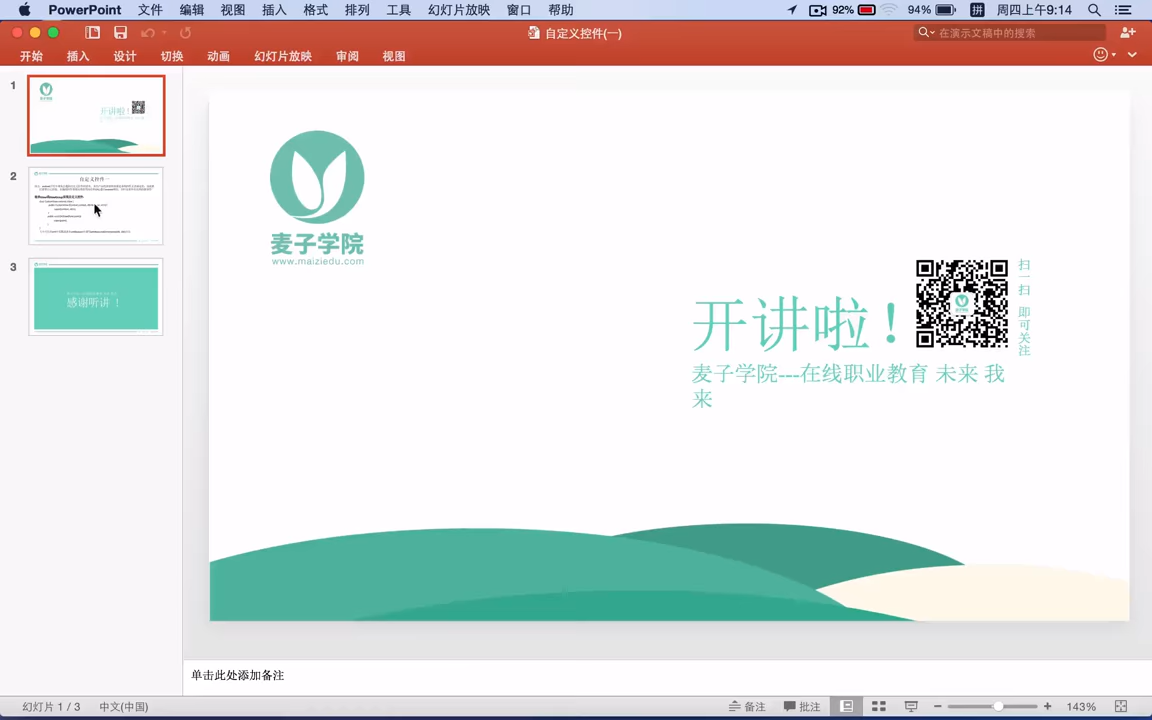 PowerPoint 文件 编辑 视图 插入 格式 排列 工具 幻灯片放映 窗口 帮助 92% 94% 拼 周四上午9:14
自定义控件(一) 在演示文稿中的搜索
开始 插入 设计 切换 动画 幻灯片放映 审阅 视图
1
开讲啦!
2
自定义控件一
3
感谢听讲 !
麦子学院
www.maiziedu.com
开讲啦!
扫一扫 即可关注
麦子学院---在线职业教育 未来 我
来
单击此处添加备注
幻灯片 1 / 3 中文(中国) 备注 批注 143%